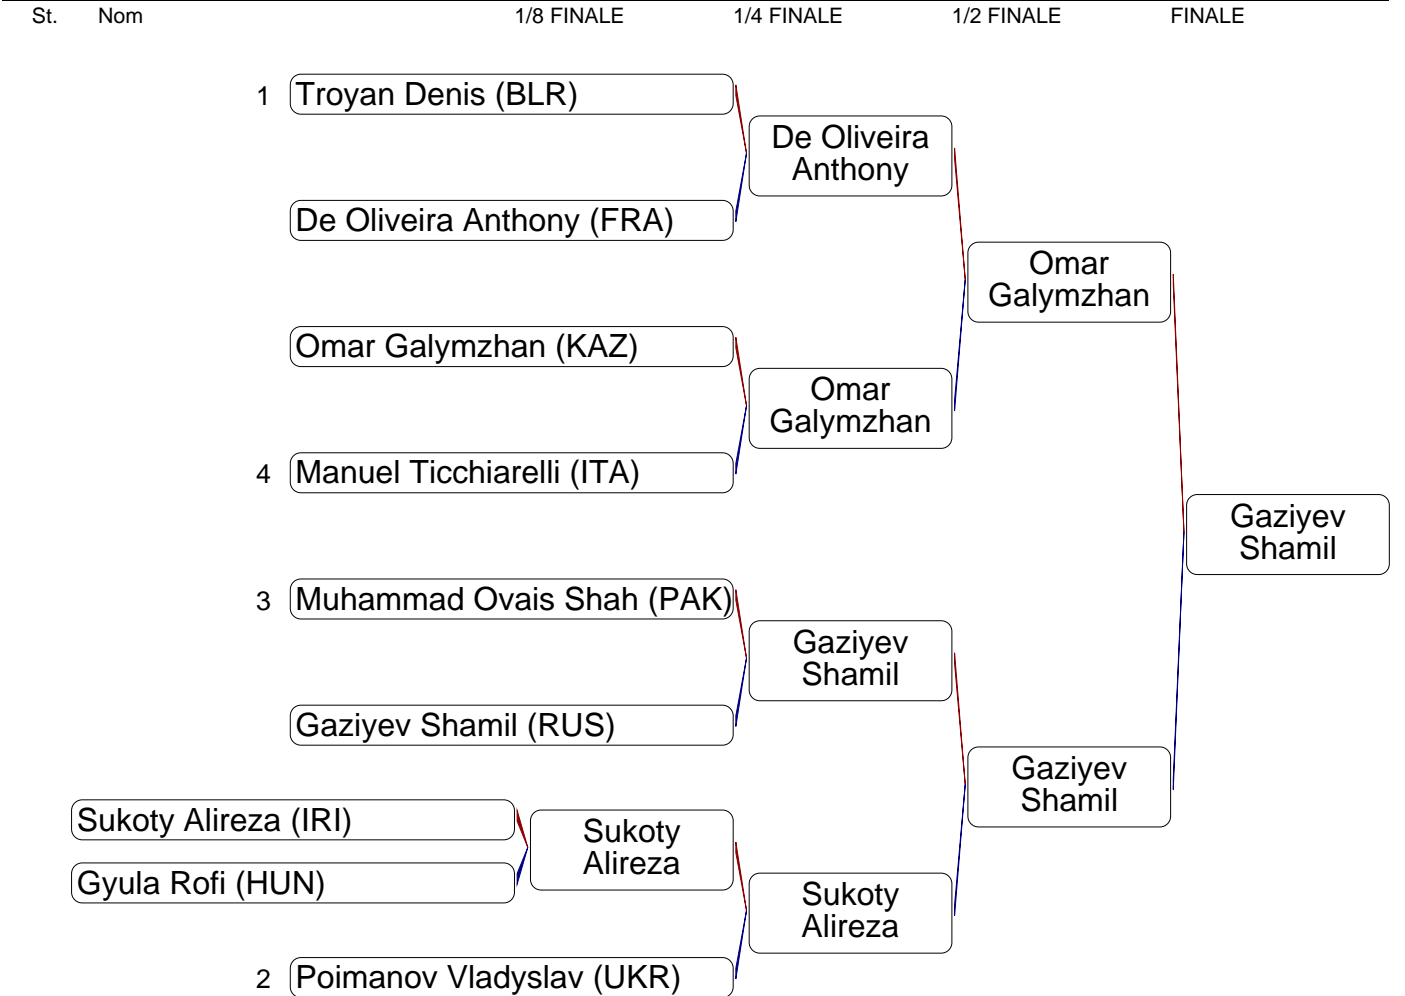 St. Nom 1/8 FINALE 1/4 FINALE 1/2 FINALE FINALE
1 Troyan Denis (BLR)
De Oliveira
Anthony
De Oliveira Anthony (FRA)
Omar
Galymzhan
Omar Galymzhan (KAZ)
Omar
Galymzhan
4 Manuel Ticchiarelli (ITA)
Gaziyev
Shamil
3 Muhammad Ovais Shah (PAK)
Gaziyev
Shamil
Gaziyev Shamil (RUS)
Gaziyev
Shamil
Sukoty Alireza (IRI)
Sukoty
Alireza
Gyula Rofi (HUN)
Sukoty
Alireza
2 Poimanov Vladyslav (UKR)